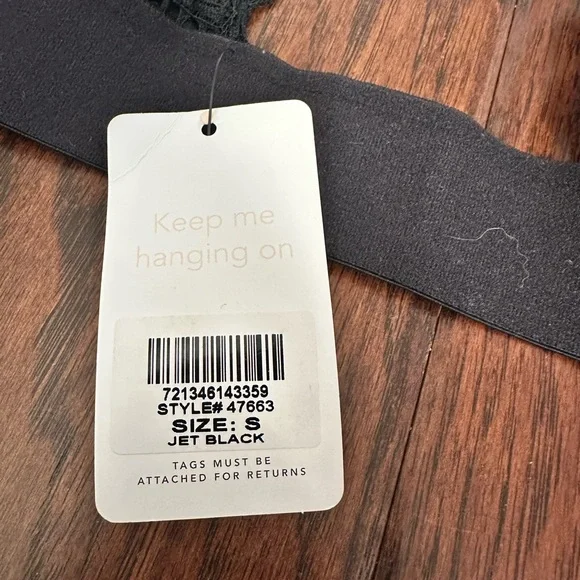 Keep me
hanging on
721346143359
STYLE# 47663
SIZE: S
JET BLACK
TAGS MUST BE
ATTACHED FOR RETURNS